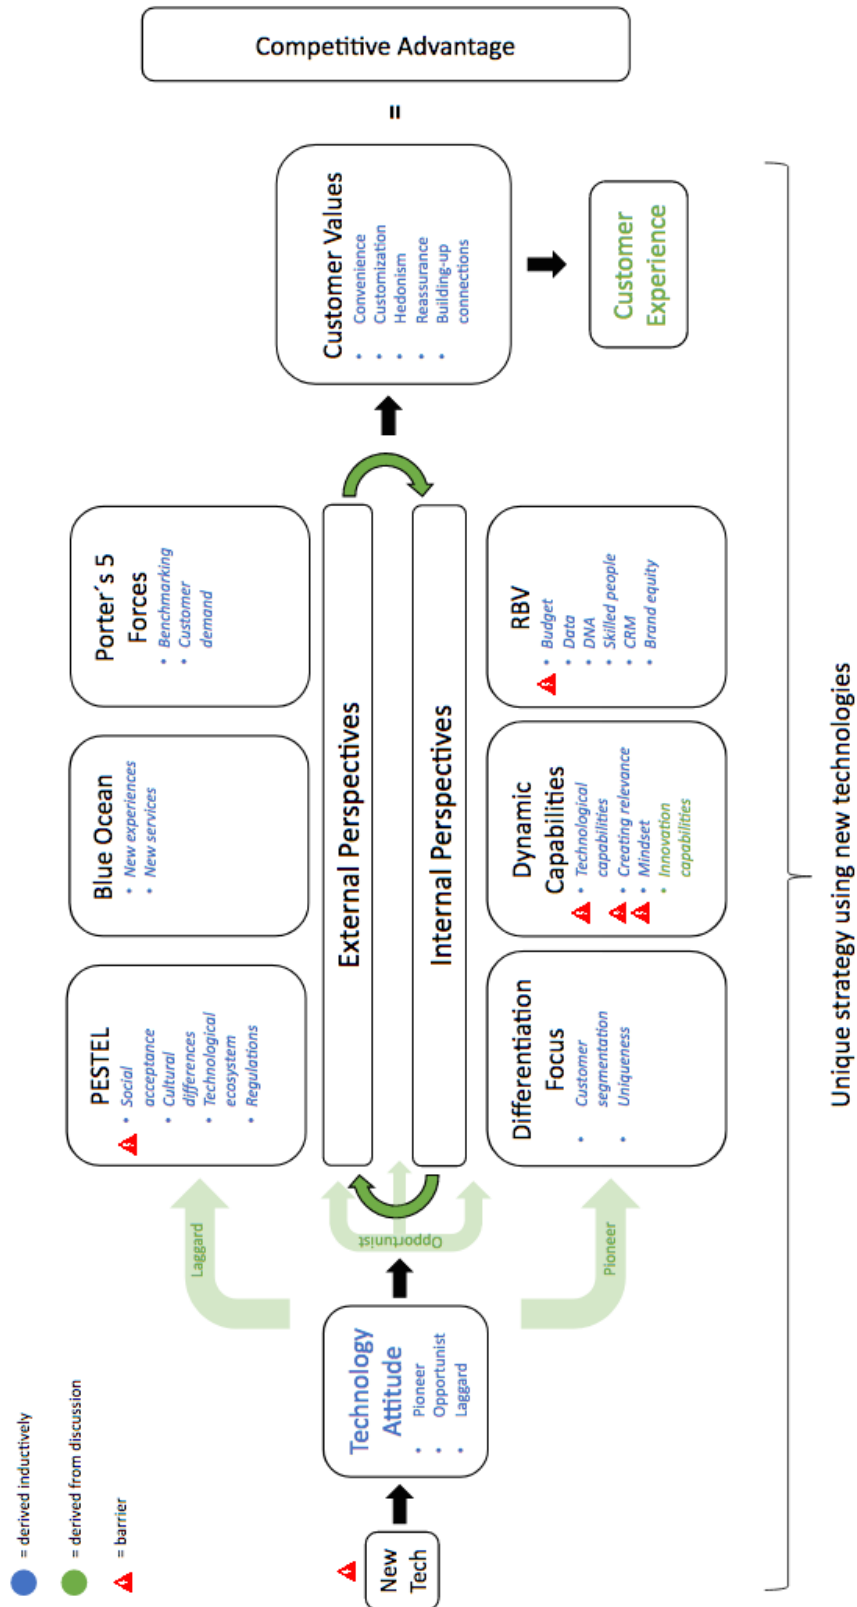 = derived inductively
= derived from discussion
= barrier
New
Tech
Technology
Attitude
• Pioneer
• Opportunist
• Laggard
Laggard
Opportunist
Pioneer
PESTEL
• Social
acceptance
• Cultural
differences
• Technological
ecosystem
• Regulations
Blue Ocean
• New experiences
• New services
Porter´s 5
Forces
• Benchmarking
• Customer
demand
External Perspectives
Internal Perspectives
Differentiation
Focus
• Customer
segmentation
• Uniqueness
Dynamic
Capabilities
• Technological
capabilities
• Creating relevance
• Mindset
• Innovation
capabilities
RBV
• Budget
• Data
• DNA
• Skilled people
• CRM
• Brand equity
Customer Values
• Convenience
• Customization
• Hedonism
• Reassurance
• Building-up
connections
Customer
Experience
=
Competitive Advantage
Unique strategy using new technologies